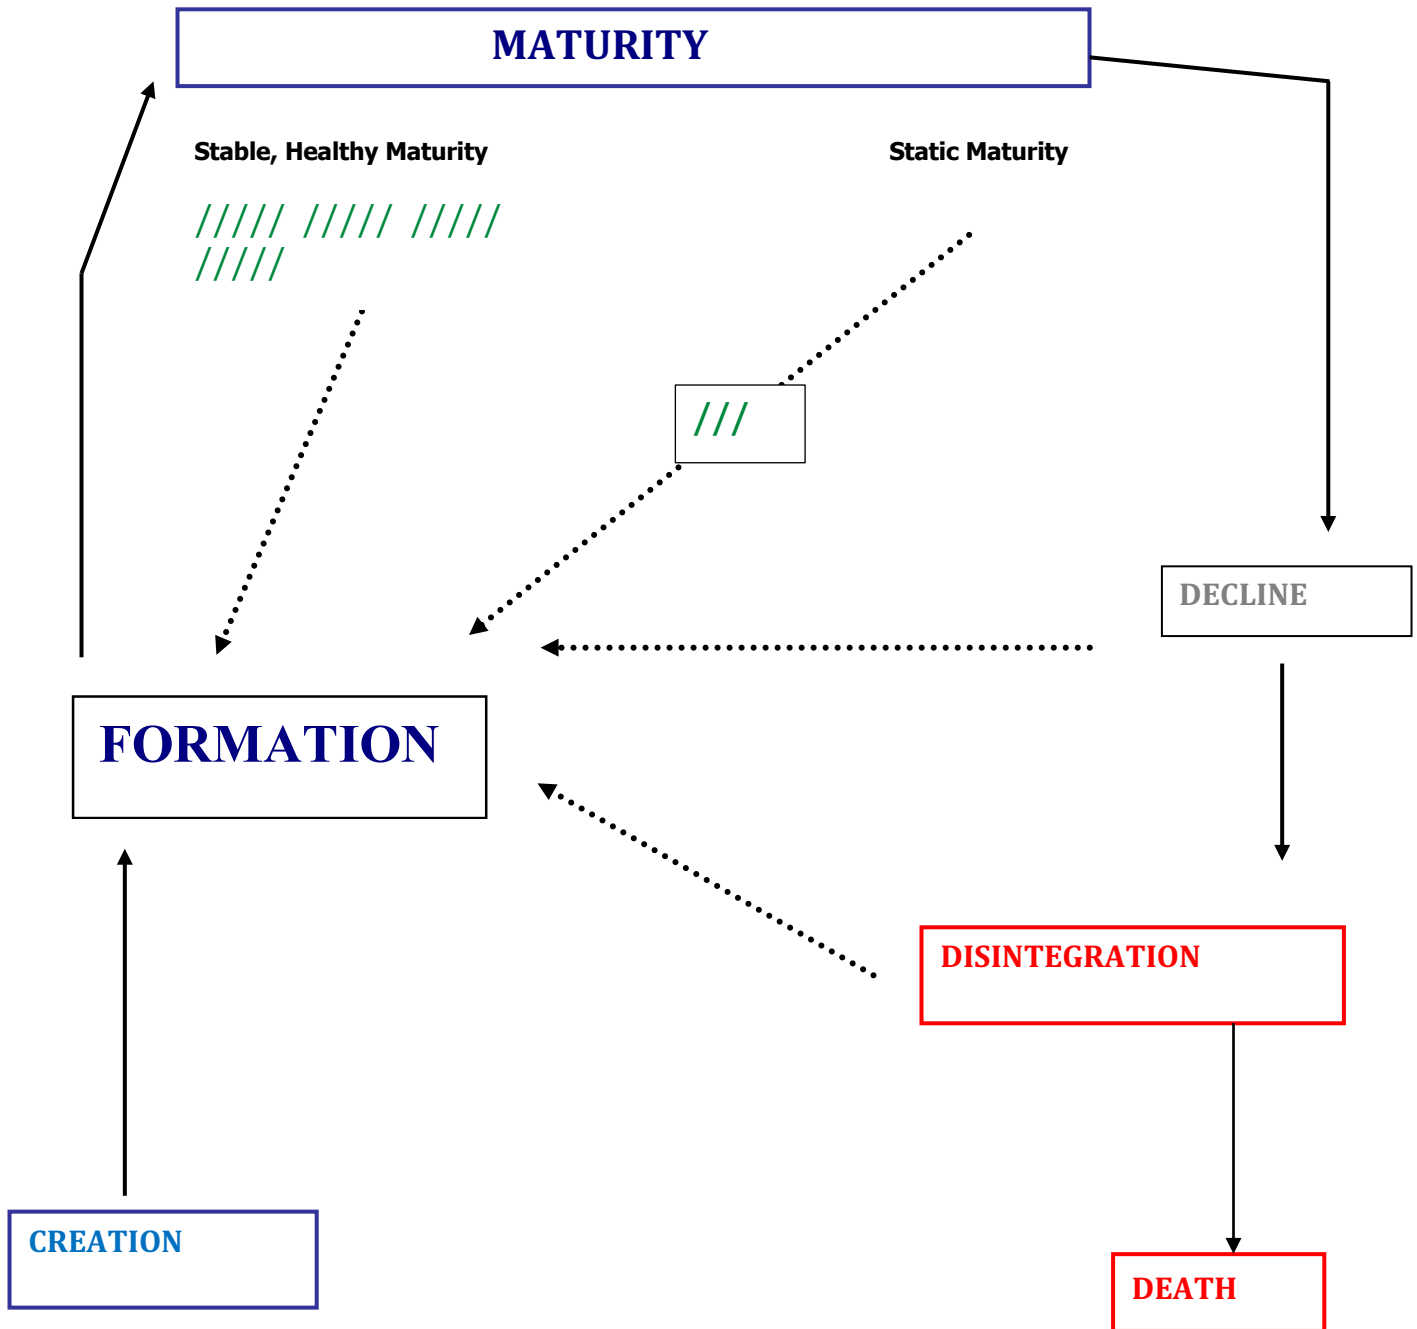 MATURITY
Stable, Healthy Maturity
Static Maturity
///// ///// /////
/////
///
DECLINE
FORMATION
DISINTEGRATION
CREATION
DEATH